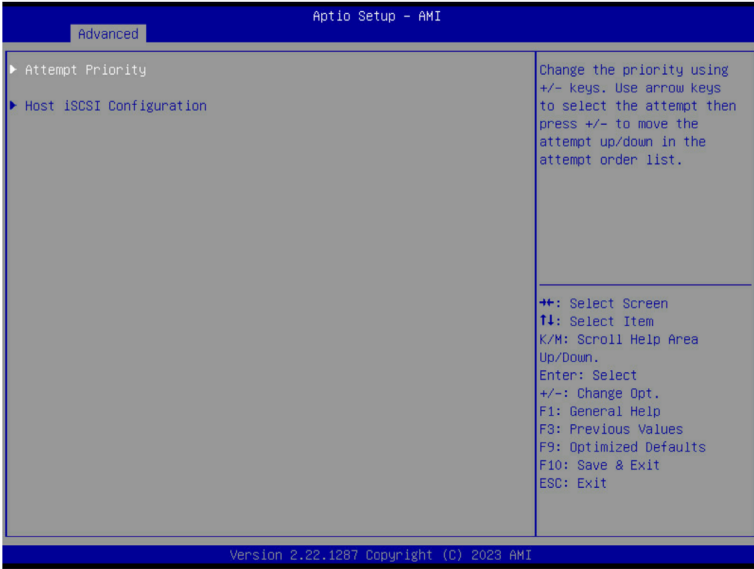 Aptio Setup – AMI
Advanced
▶ Attempt Priority
▶ Host iSCSI Configuration
Change the priority using
+/– keys. Use arrow keys
to select the attempt then
press +/– to move the
attempt up/down in the
attempt order list.
→←: Select Screen
↑↓: Select Item
K/M: Scroll Help Area
Up/Down.
Enter: Select
+/–: Change Opt.
F1: General Help
F3: Previous Values
F9: Optimized Defaults
F10: Save & Exit
ESC: Exit
Version 2.22.1287 Copyright (C) 2023 AMI